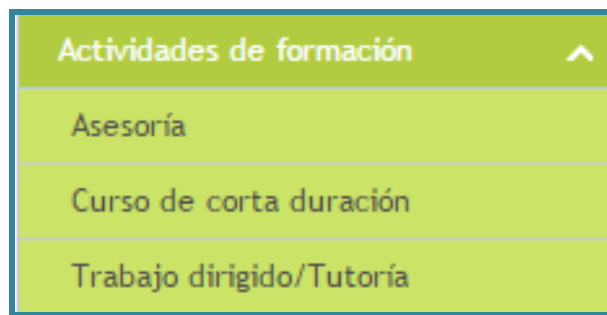 Actividades de formación
Asesoría
Curso de corta duración
Trabajo dirigido/Tutoría